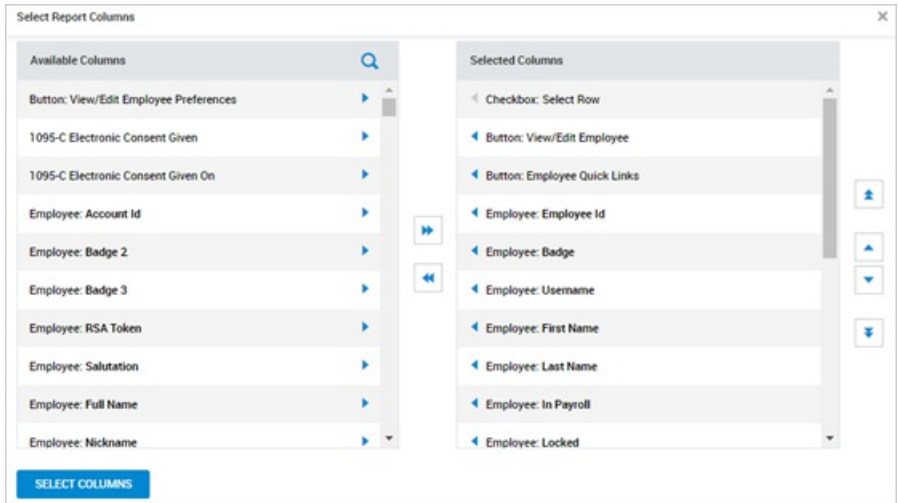 Select Report Columns
Available Columns
Button: View/Edit Employee Preferences
1095-C Electronic Consent Given
1095-C Electronic Consent Given On
Employee: Account Id
Employee: Badge 2
Employee: Badge 3
Employee: RSA Token
Employee: Salutation
Employee: Full Name
Employee: Nickname
Selected Columns
Checkbox: Select Row
Button: View/Edit Employee
Button: Employee Quick Links
Employee: Employee Id
Employee: Badge
Employee: Username
Employee: First Name
Employee: Last Name
Employee: In Payroll
Employee: Locked
SELECT COLUMNS